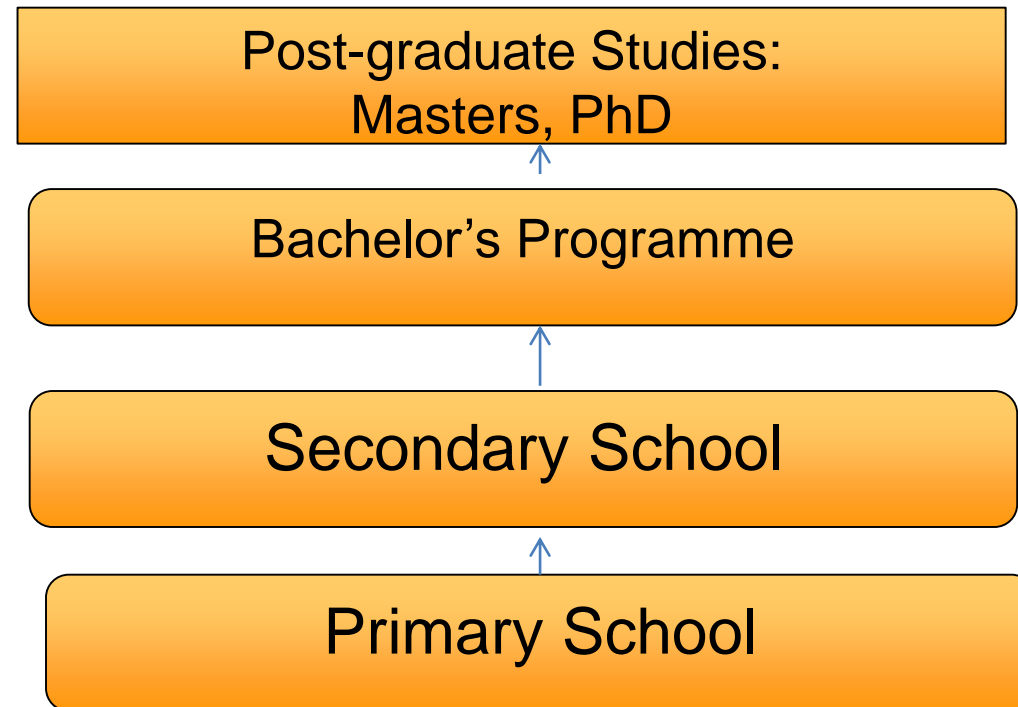 Post-graduate Studies:
Masters, PhD
Bachelor’s Programme
Secondary School
Primary School